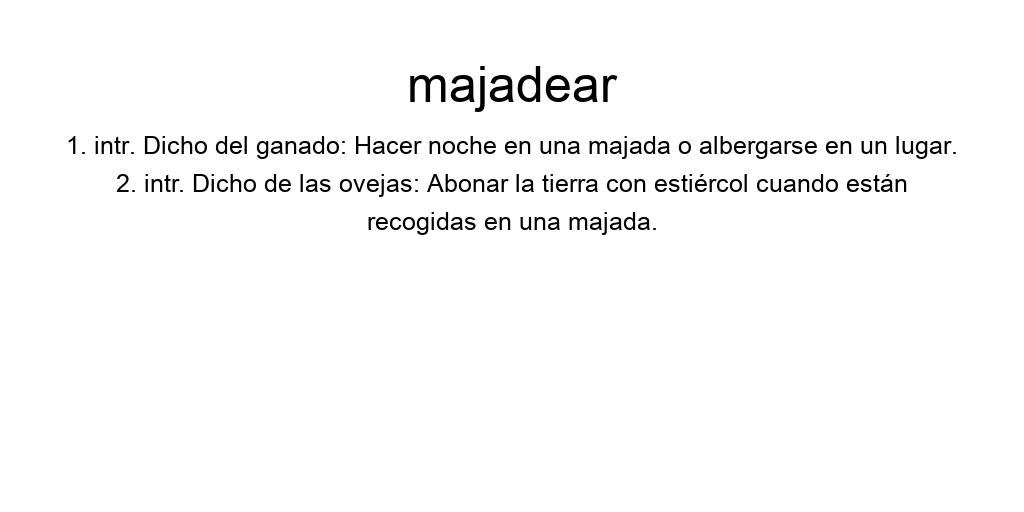 majadear
1. intr. Dicho del ganado: Hacer noche en una majada o albergarse en un lugar.
2. intr. Dicho de las ovejas: Abonar la tierra con estiércol cuando están
recogidas en una majada.